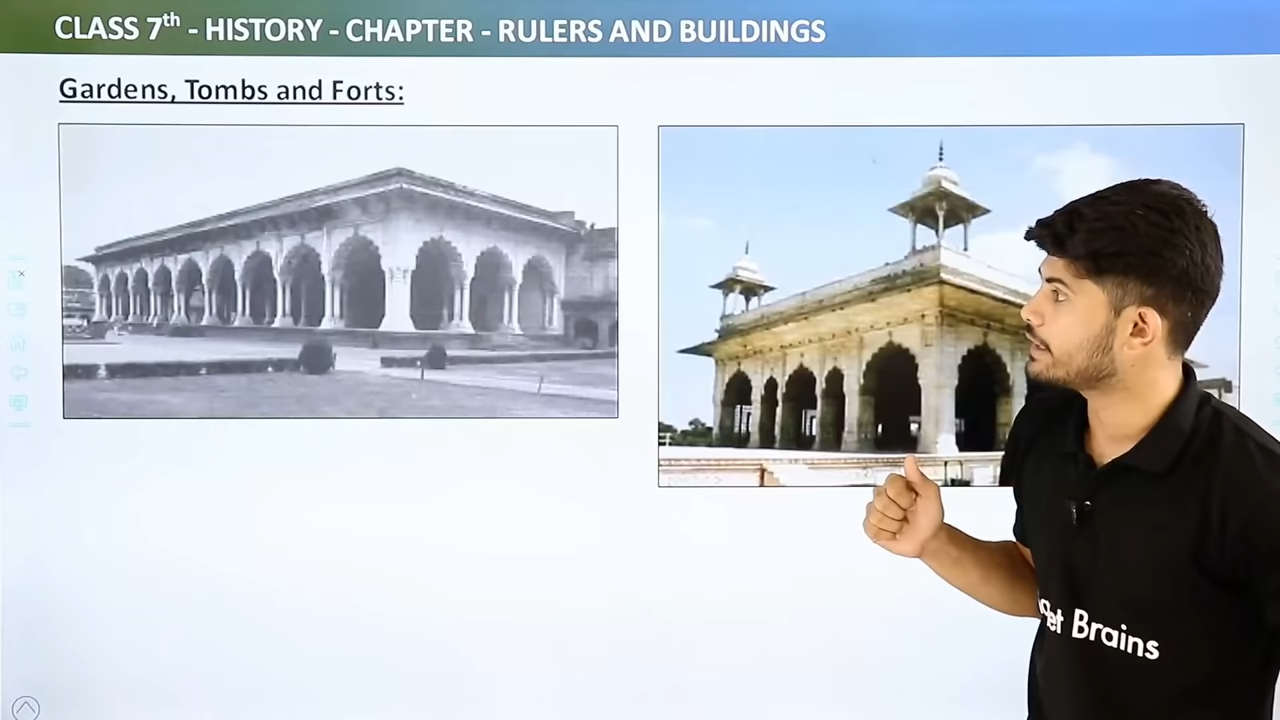 CLASS 7th - HISTORY - CHAPTER - RULERS AND BUILDINGS
Gardens, Tombs and Forts:
Brains